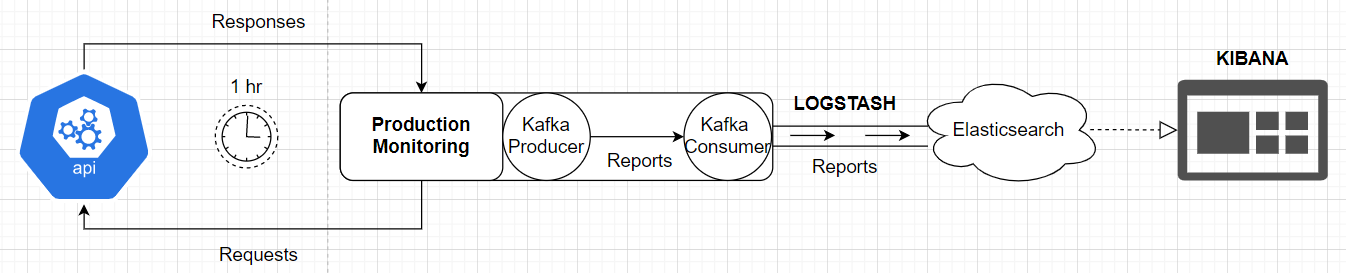 Responses
1 hr
api
Production
Monitoring
Kafka
Producer
Reports
Kafka
Consumer
LOGSTASH
Reports
Elasticsearch
KIBANA
Requests